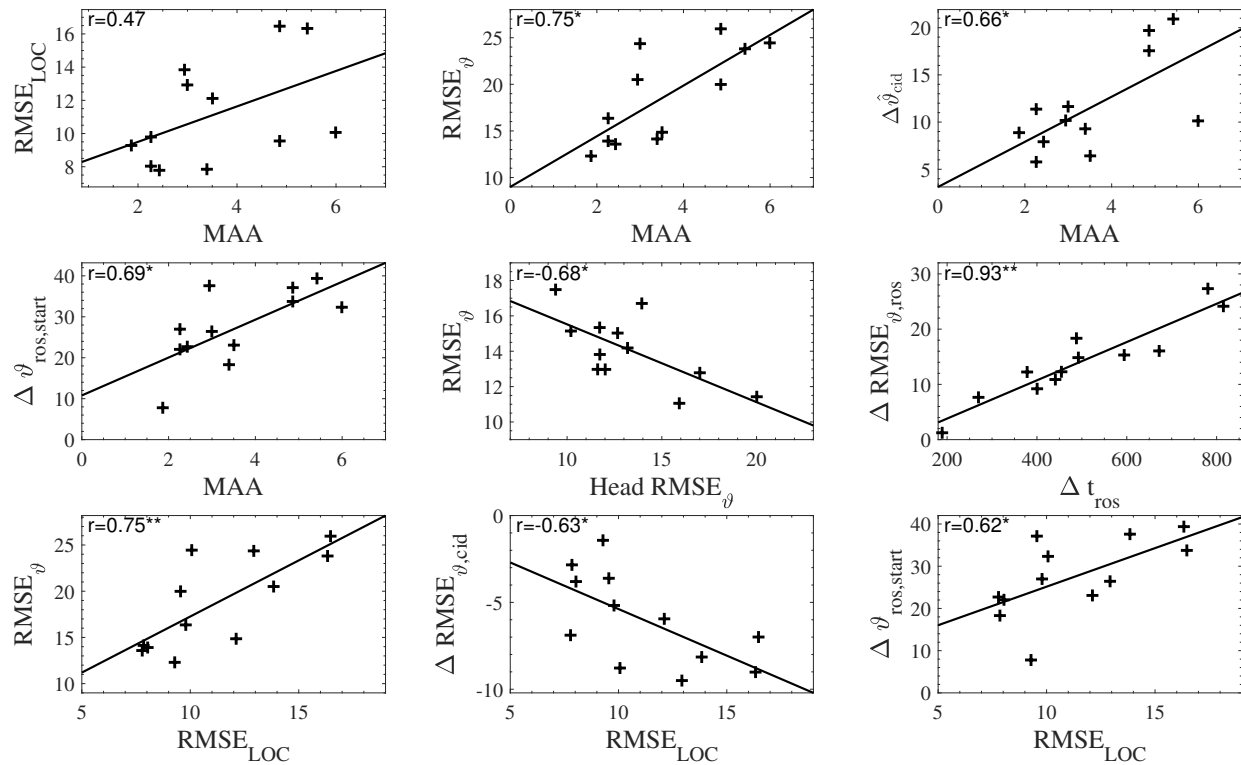 r=0.47
RMSE_LOC
16
14
12
10
8
2
4
6
MAA
r=0.75*
RMSE_ϑ
25
20
15
10
0
2
4
6
MAA
r=0.66*
Δϑ̂_cid
20
15
10
5
0
2
4
6
MAA
r=0.69*
Δ ϑ_ros,start
40
30
20
10
0
0
2
4
6
MAA
r=-0.68*
RMSE_ϑ
18
16
14
12
10
10
15
20
Head RMSE_ϑ
r=0.93**
Δ RMSE_ϑ,ros
30
20
10
0
200
400
600
800
Δ t_ros
r=0.75**
RMSE_ϑ
25
20
15
10
5
10
15
RMSE_LOC
r=-0.63*
Δ RMSE_ϑ,cid
0
-5
-10
5
10
15
RMSE_LOC
r=0.62*
Δ ϑ_ros,start
40
30
20
10
0
5
10
15
RMSE_LOC